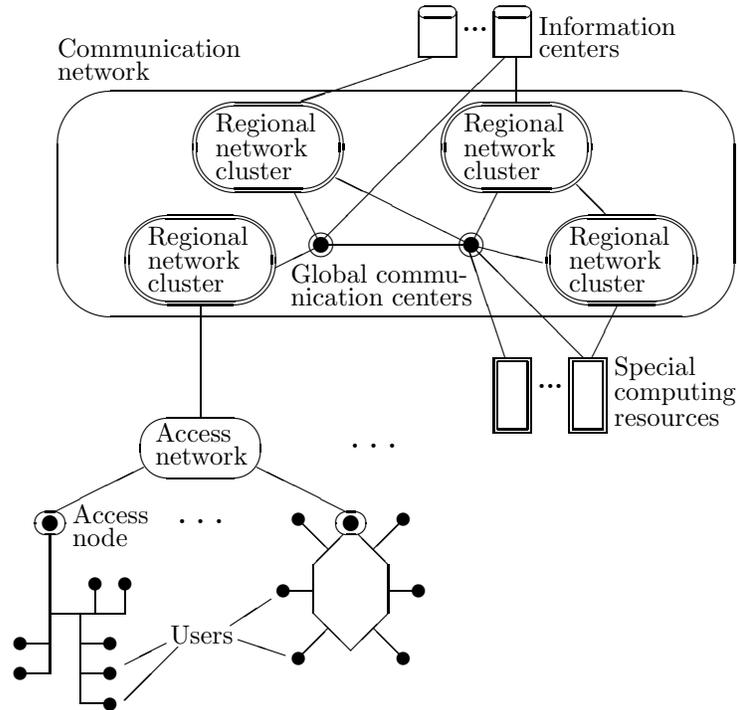 Information
centers
Communication
network
Regional
network
cluster
Regional
network
cluster
Regional
network
cluster
Regional
network
cluster
Global commu-
nication centers
Special
computing
resources
Access
network
Access
node
Users